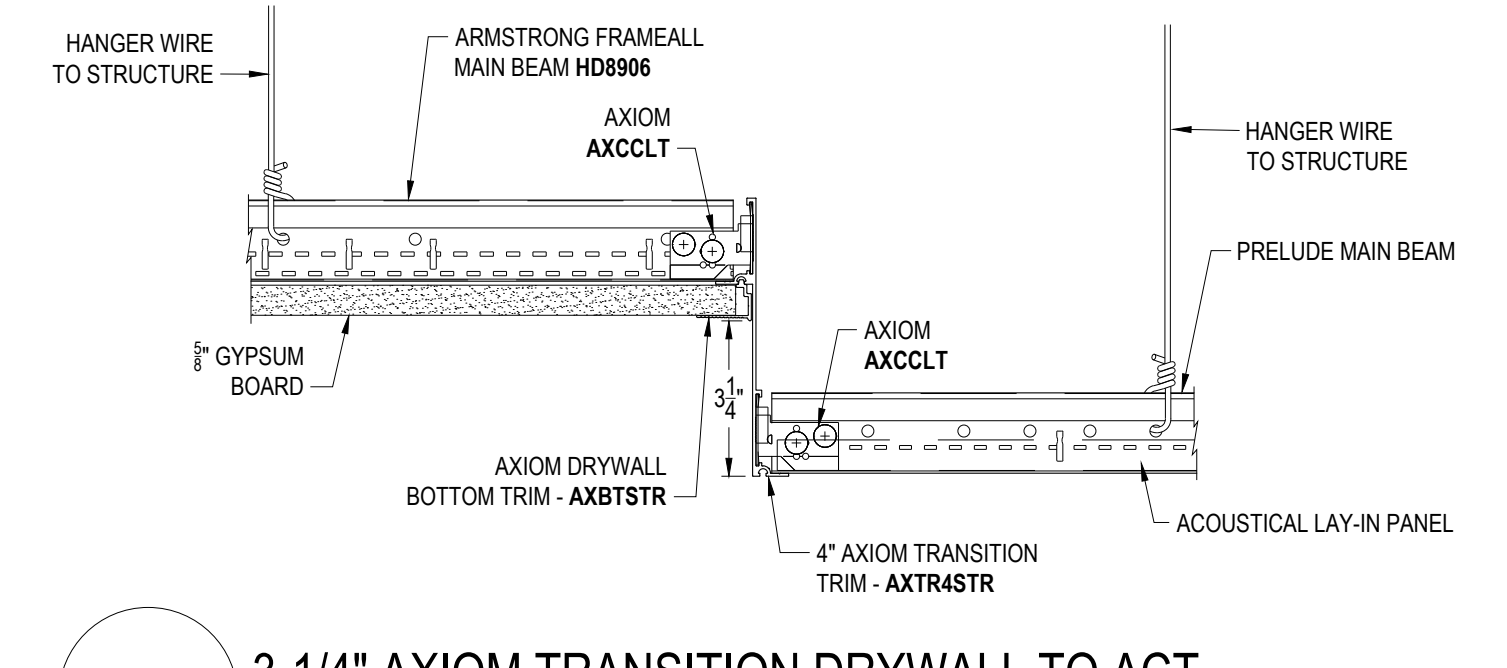 HANGER WIRE
TO STRUCTURE
ARMSTRONG FRAMEALL
MAIN BEAM HD8906
AXIOM
AXCCLT
HANGER WIRE
TO STRUCTURE
PRELUDE MAIN BEAM
5/8" GYPSUM
BOARD
AXIOM
AXCCLT
3 1/4"
AXIOM DRYWALL
BOTTOM TRIM - AXBTSTR
ACOUSTICAL LAY-IN PANEL
4" AXIOM TRANSITION
TRIM - AXTR4STR
3-1/4" AXIOM TRANSITION DRYWALL TO ACT